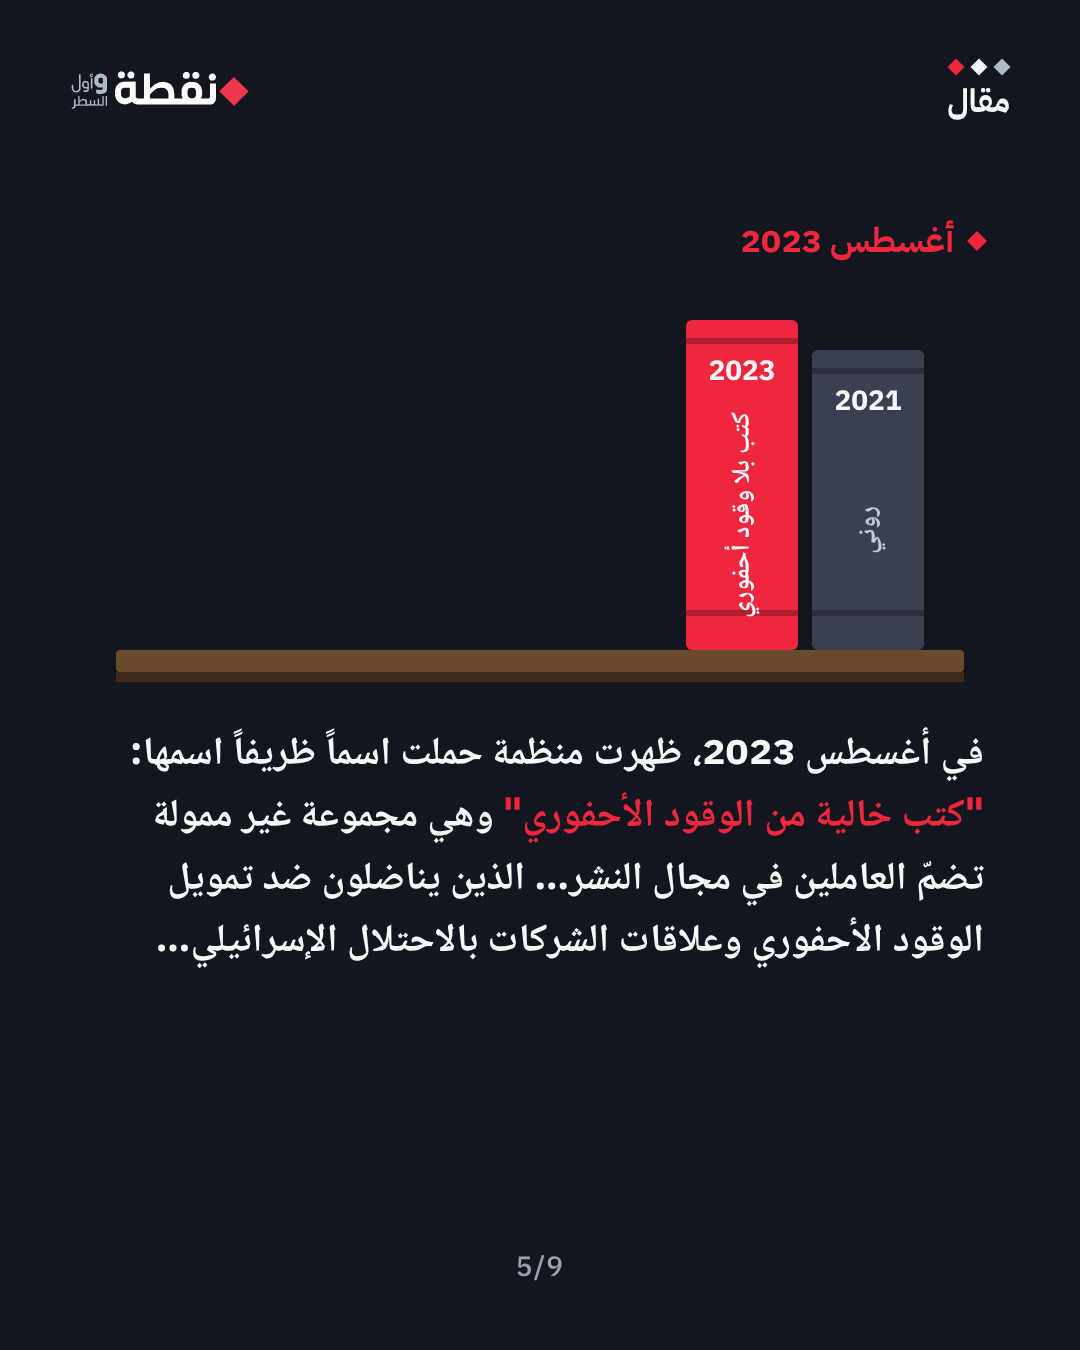 مقال
نقطة
وأول
السطر
أغسطس 2023
2021
روني
2023
كتب بلا وقود أحفوري
في أغسطس 2023، ظهرت منظمة حملت اسماً ظريفاً اسمها:
"كتب خالية من الوقود الأحفوري" وهي مجموعة غير ممولة
تضمّ العاملين في مجال النشر... الذين يناضلون ضد تمويل
الوقود الأحفوري وعلاقات الشركات بالاحتلال الإسرائيلي...
5/9